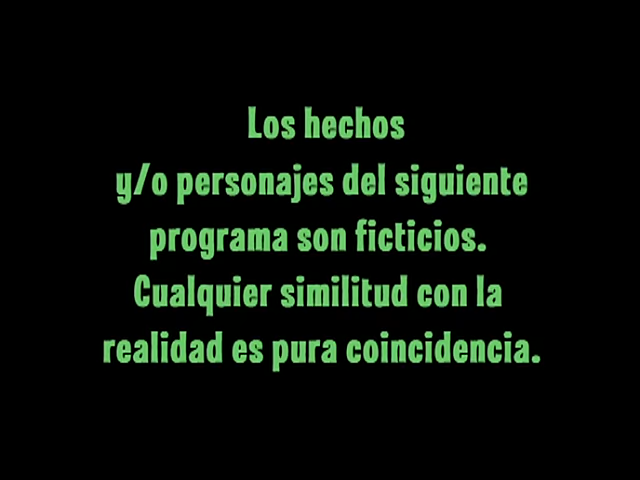 Los hechos
y/o personajes del siguiente
programa son ficticios.
Cualquier similitud con la
realidad es pura coincidencia.